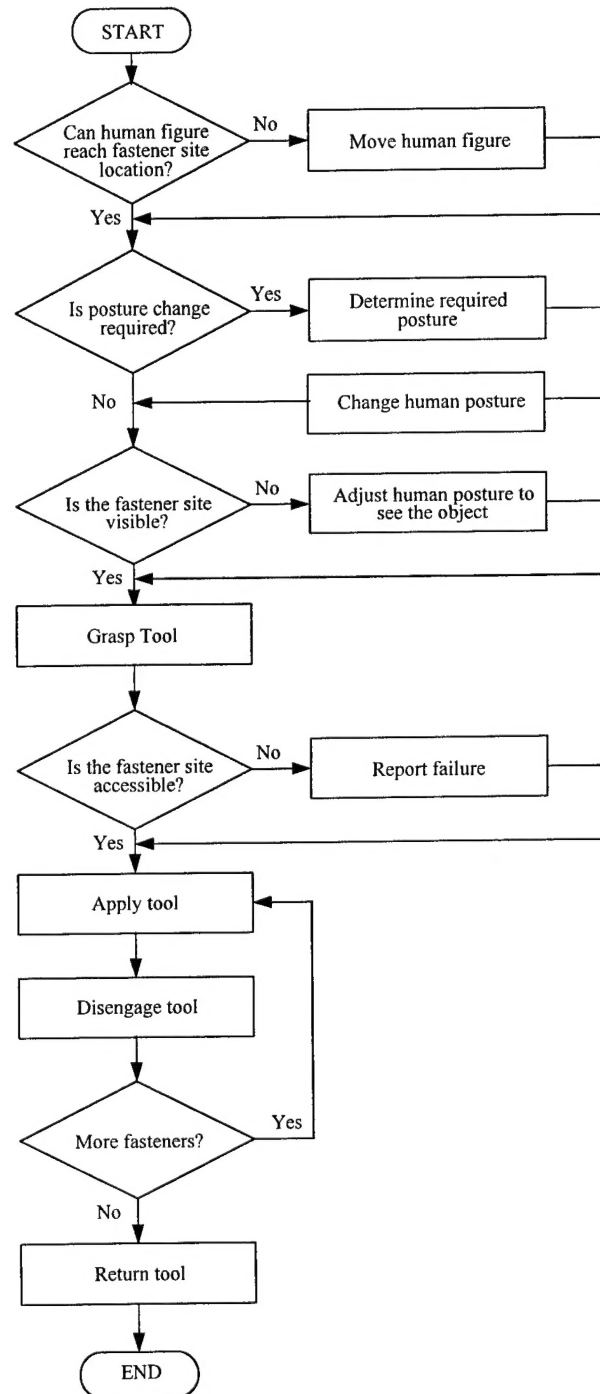 START
Can human figure
reach fastener site
location?
No
Move human figure
Yes
Is posture change
required?
Yes
Determine required
posture
No
Change human posture
Is the fastener site
visible?
No
Adjust human posture to
see the object
Yes
Grasp Tool
Is the fastener site
accessible?
No
Report failure
Yes
Apply tool
Disengage tool
More fasteners?
Yes
No
Return tool
END